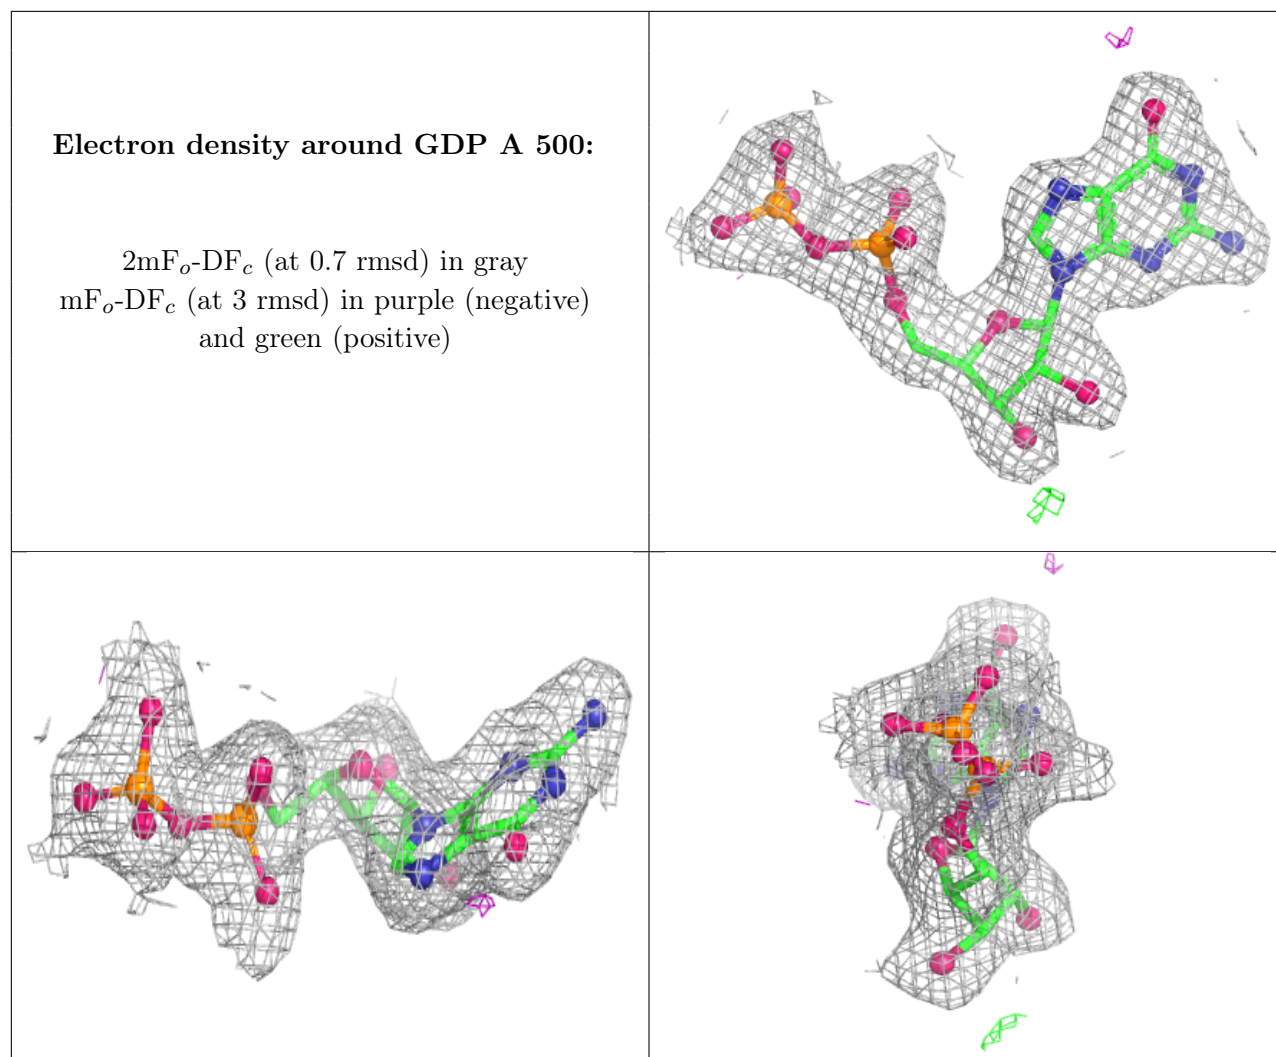 Electron density around GDP A 500:
2mFo-DFc (at 0.7 rmsd) in gray
mFo-DFc (at 3 rmsd) in purple (negative)
and green (positive)